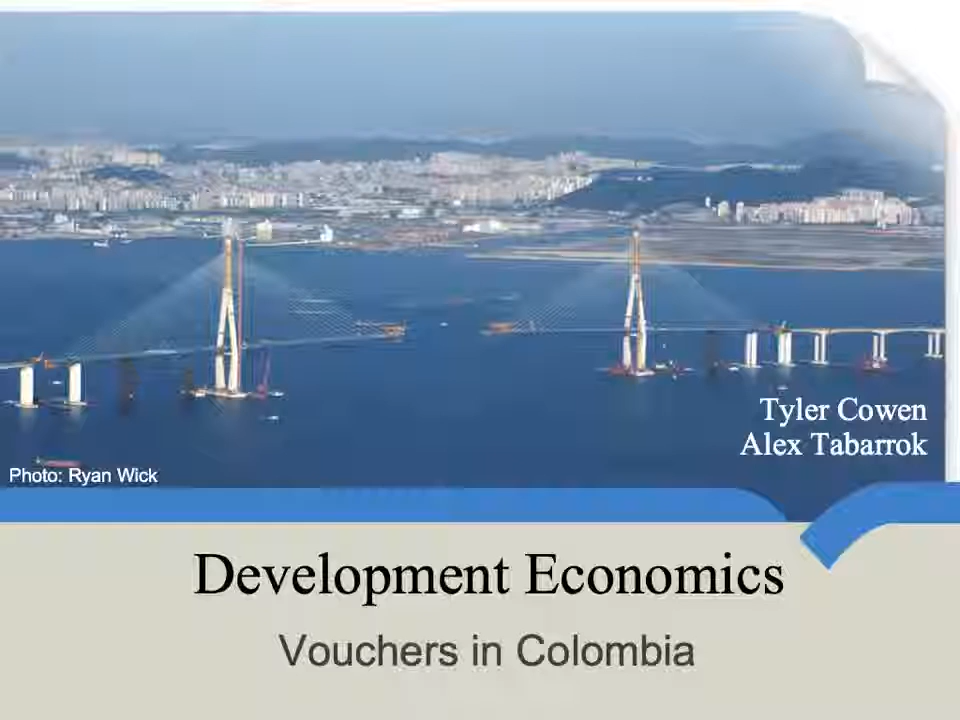 Tyler Cowen
Alex Tabarrok
Photo: Ryan Wick
Development Economics
Vouchers in Colombia